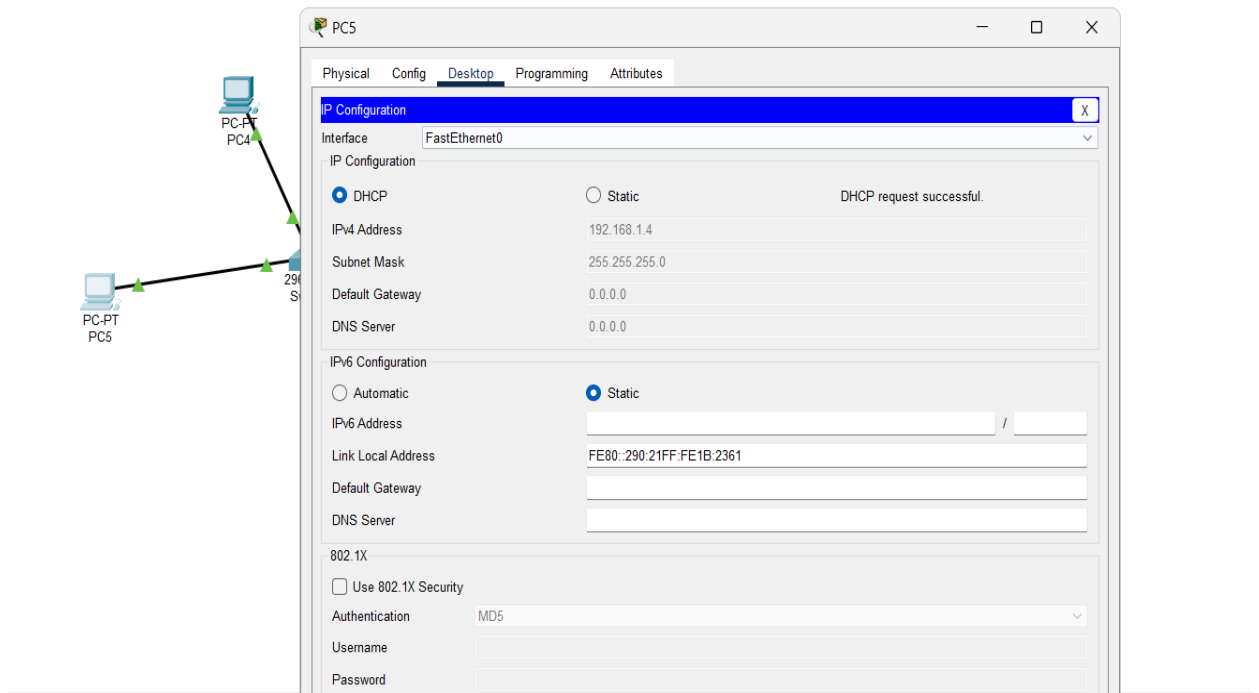 PC5
Physical Config Desktop Programming Attributes
IP Configuration X
Interface FastEthernet0
IP Configuration
DHCP Static DHCP request successful.
IPv4 Address 192.168.1.4
Subnet Mask 255.255.255.0
Default Gateway 0.0.0.0
DNS Server 0.0.0.0
IPv6 Configuration
Automatic Static
IPv6 Address /
Link Local Address FE80::290:21FF:FE1B:2361
Default Gateway
DNS Server
802.1X
Use 802.1X Security
Authentication MD5
Username
Password
PC-PT
PC4
PC-PT
PC5